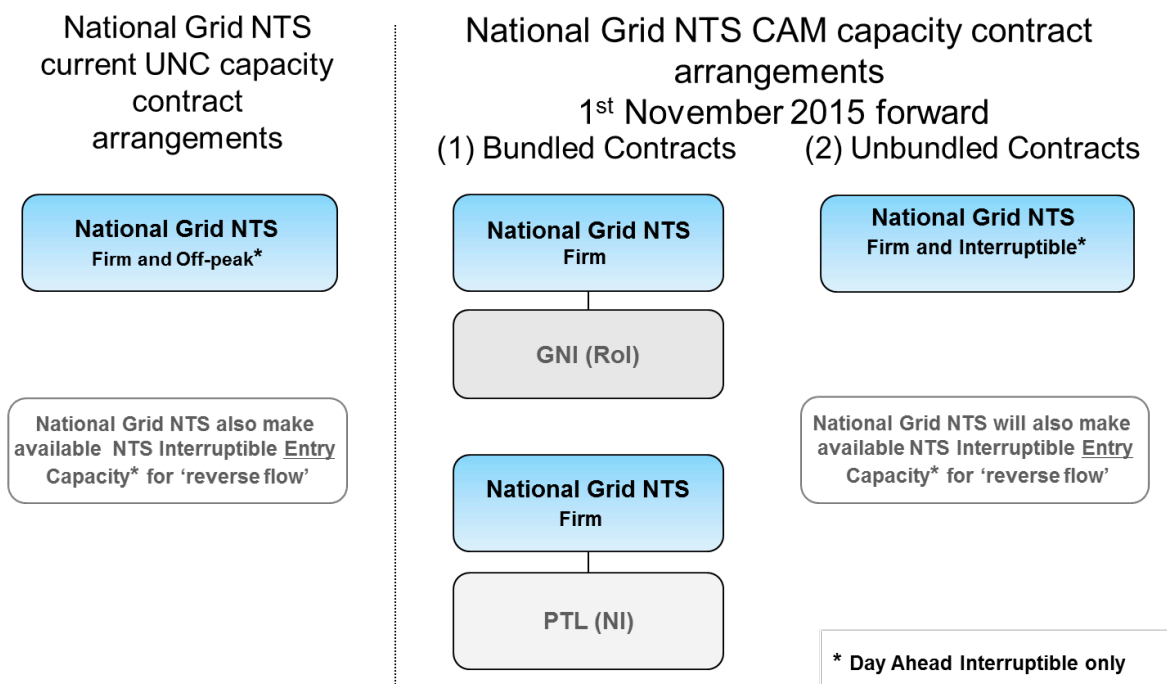 National Grid NTS
current UNC capacity
contract
arrangements
National Grid NTS
Firm and Off-peak*
National Grid NTS also make
available NTS Interruptible Entry
Capacity* for ‘reverse flow’
National Grid NTS CAM capacity contract
arrangements
1st November 2015 forward
(1) Bundled Contracts
National Grid NTS
Firm
GNI (RoI)
National Grid NTS
Firm
PTL (NI)
(2) Unbundled Contracts
National Grid NTS
Firm and Interruptible*
National Grid NTS will also make
available NTS Interruptible Entry
Capacity* for ‘reverse flow’
* Day Ahead Interruptible only